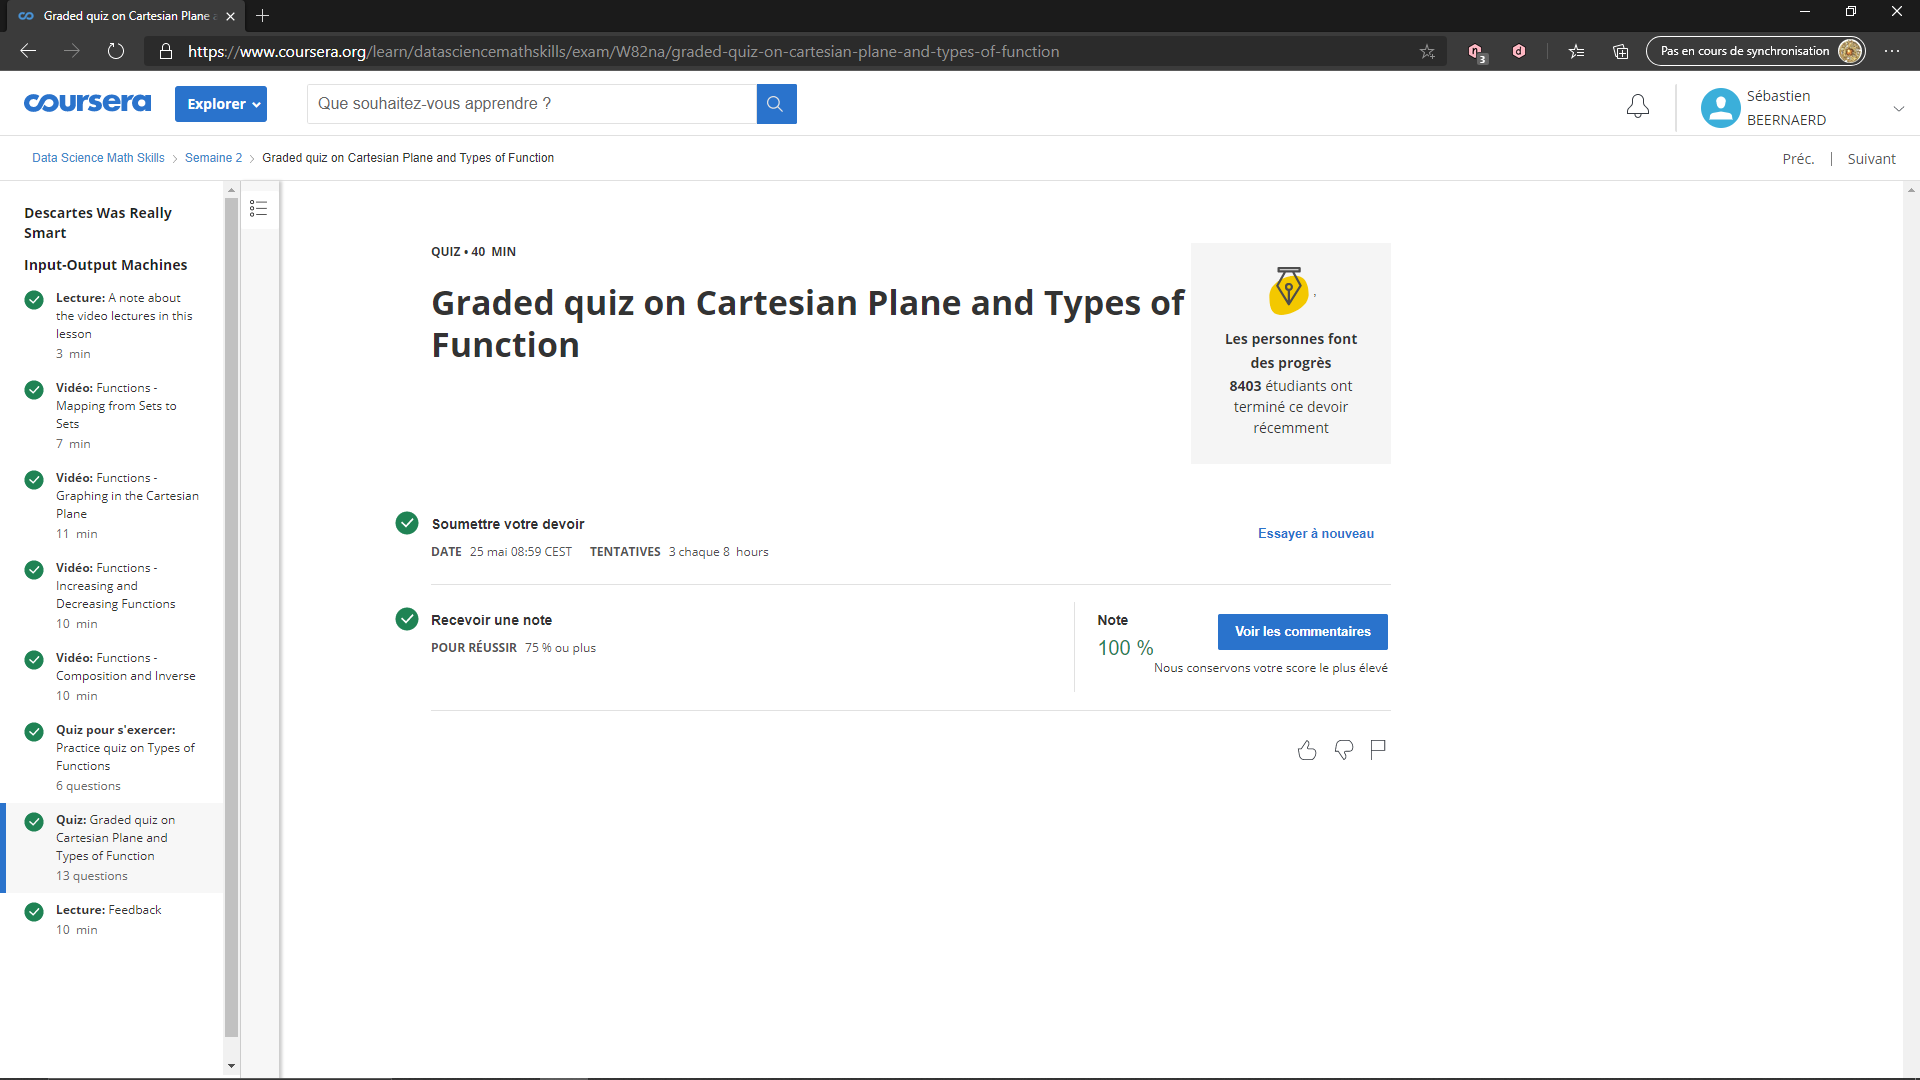 Graded quiz on Cartesian Plane a
https://www.coursera.org/learn/datasciencemathskills/exam/W82na/graded-quiz-on-cartesian-plane-and-types-of-function
3
Pas en cours de synchronisation
coursera
Explorer
Que souhaitez-vous apprendre ?
Sébastien
BEERNAERD
Data Science Math Skills
Semaine 2
Graded quiz on Cartesian Plane and Types of Function
Préc.
Suivant
Descartes Was Really
Smart
Input-Output Machines
Lecture: A note about
the video lectures in this
lesson
3 min
Vidéo: Functions -
Mapping from Sets to
Sets
7 min
Vidéo: Functions -
Graphing in the Cartesian
Plane
11 min
Vidéo: Functions -
Increasing and
Decreasing Functions
10 min
Vidéo: Functions -
Composition and Inverse
10 min
Quiz pour s'exercer:
Practice quiz on Types of
Functions
6 questions
Quiz: Graded quiz on
Cartesian Plane and
Types of Function
13 questions
Lecture: Feedback
10 min
QUIZ • 40 MIN
Graded quiz on Cartesian Plane and Types of
Function
Les personnes font
des progrès
8403 étudiants ont
terminé ce devoir
récemment
Soumettre votre devoir
DATE 25 mai 08:59 CEST TENTATIVES 3 chaque 8 hours
Essayer à nouveau
Recevoir une note
POUR RÉUSSIR 75 % ou plus
Note
100 %
Voir les commentaires
Nous conservons votre score le plus élevé